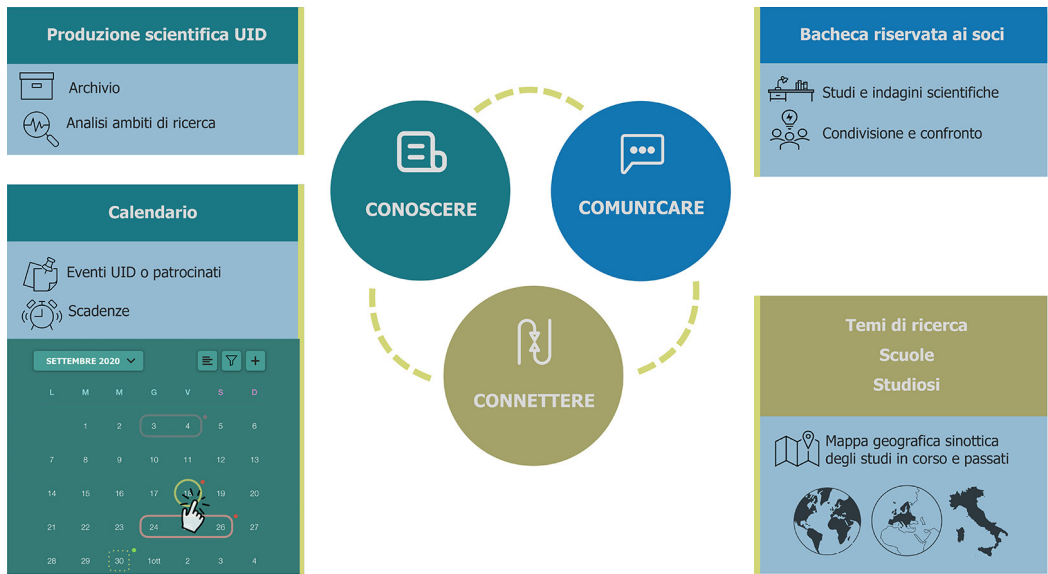 Produzione scientifica UID
Archivio
Analisi ambiti di ricerca
Calendario
Eventi UID o patrocinati
Scadenze
SETTEMBRE 2020
L M M G V S D
1 2 3 4 5 6
7 8 9 10 11 12 13
14 15 16 17 18 19 20
21 22 23 24 26 27
28 29 30 1ott 2 3 4
CONOSCERE
COMUNICARE
CONNETTERE
Bacheca riservata ai soci
Studi e indagini scientifiche
Condivisione e confronto
Temi di ricerca
Scuole
Studiosi
Mappa geografica sinottica
degli studi in corso e passati